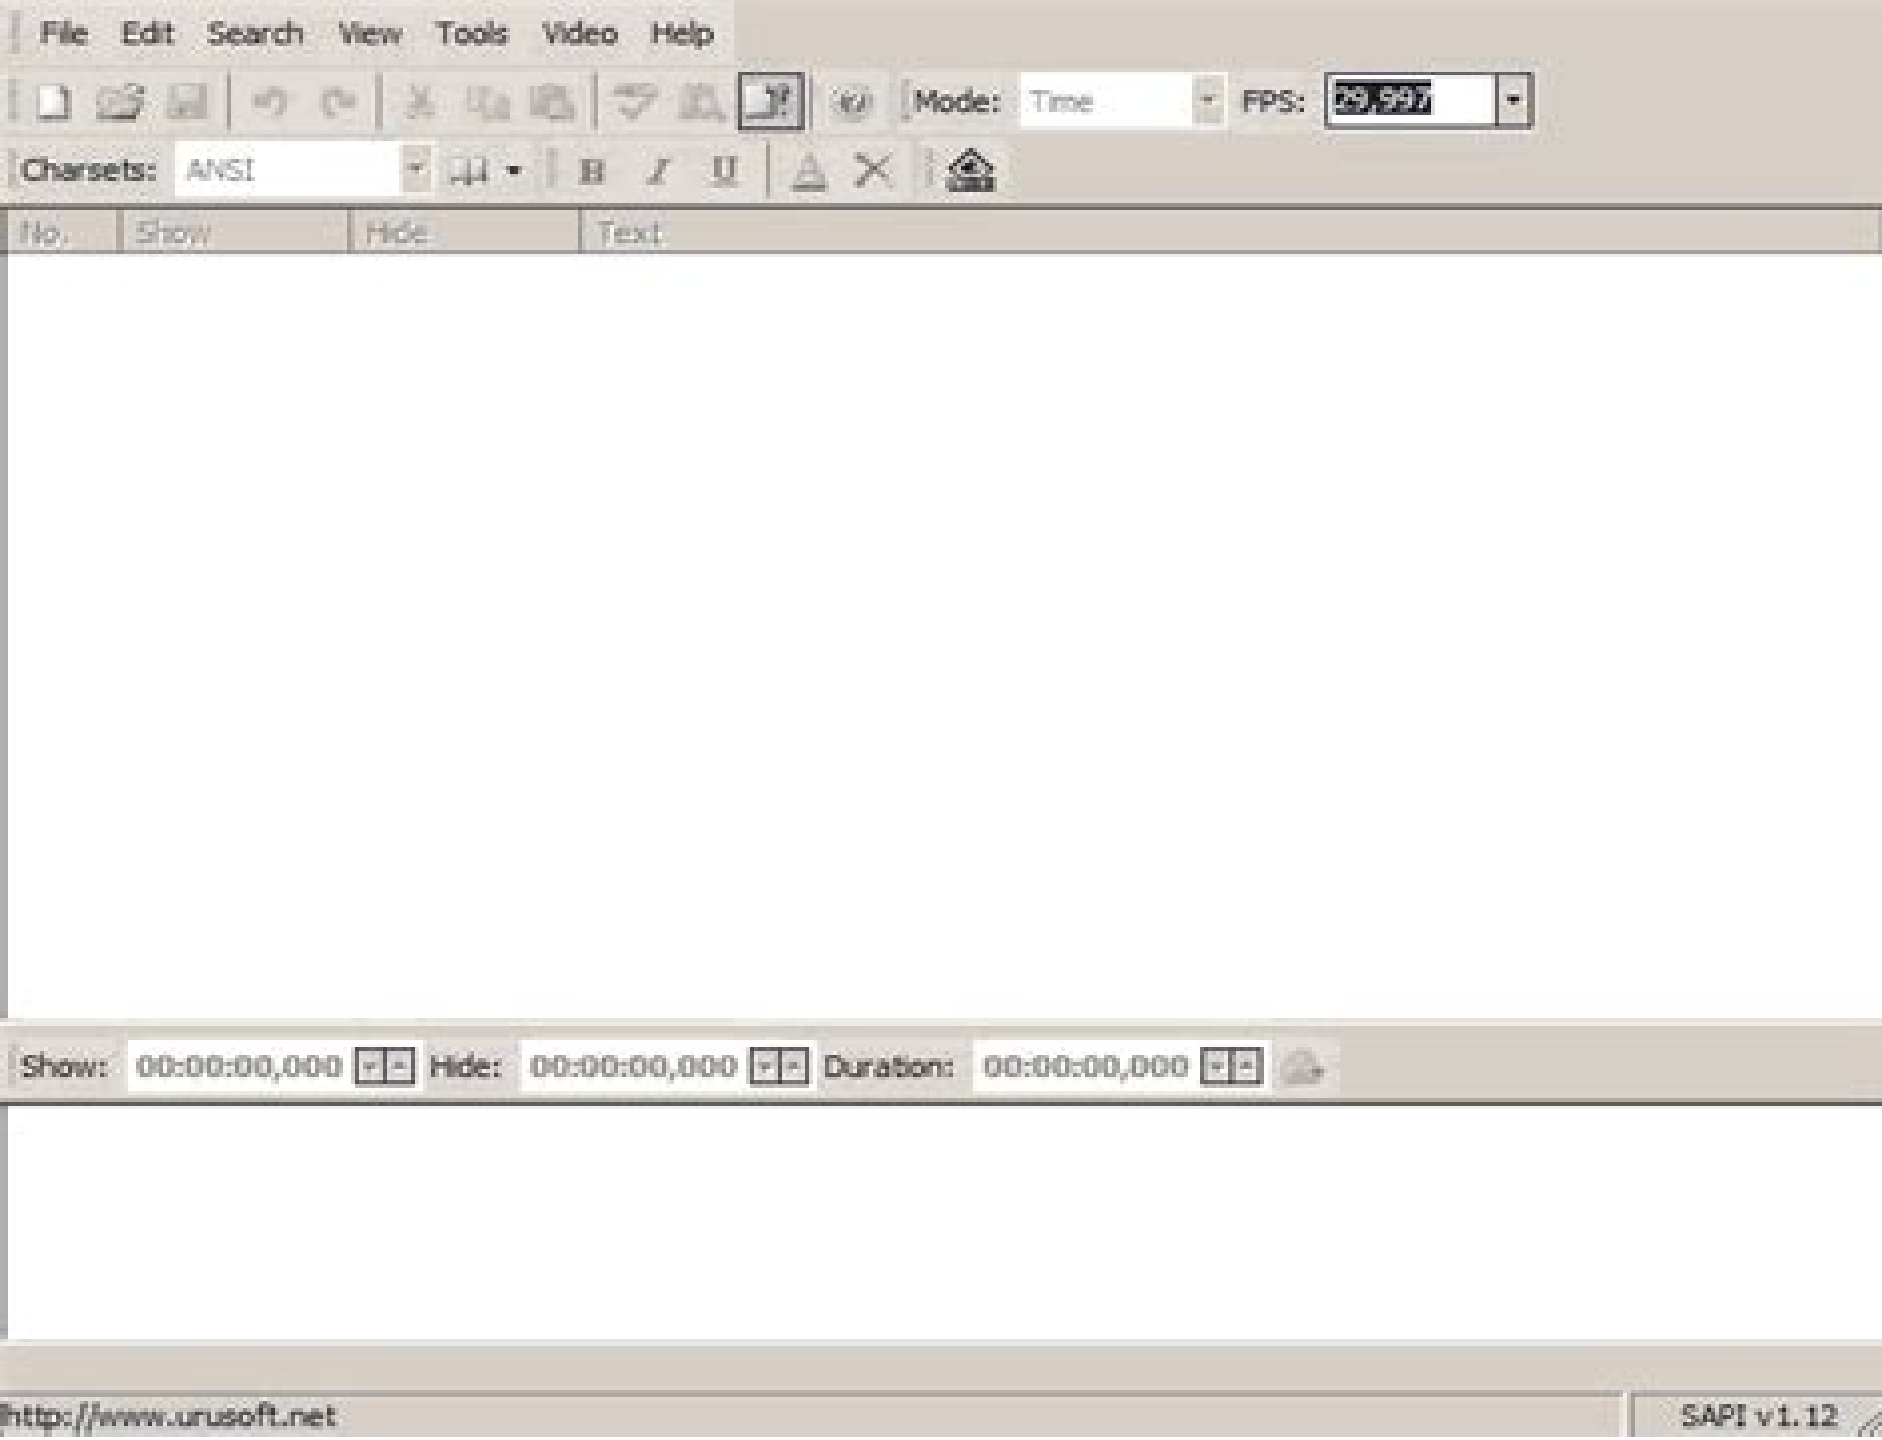 File Edit Search View Tools Video Help
Mode: Time FPS: 29,997
Charsets: ANSI B I U A
No. Show Hide Text
Show: 00:00:00,000 Hide: 00:00:00,000 Duration: 00:00:00,000
http://www.urusoft.net SAPI v1.12